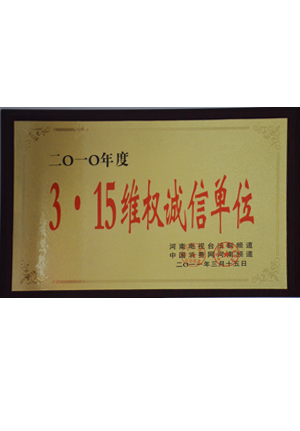 二〇一〇年度
3·15维权诚信单位
河南电视台频道
中国消费网河南频道
二〇一一年三月十五日